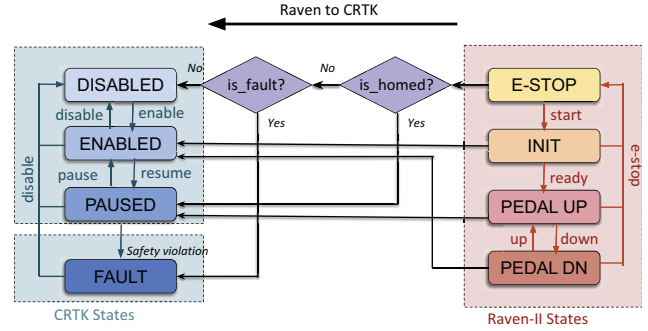 Raven to CRTK
DISABLED
No
is_fault?
No
is_homed?
E-STOP
disable
enable
Yes
Yes
start
ENABLED
INIT
pause
resume
ready
disable
e-stop
PAUSED
PEDAL UP
Safety violation
up
down
FAULT
PEDAL DN
CRTK States
Raven-II States